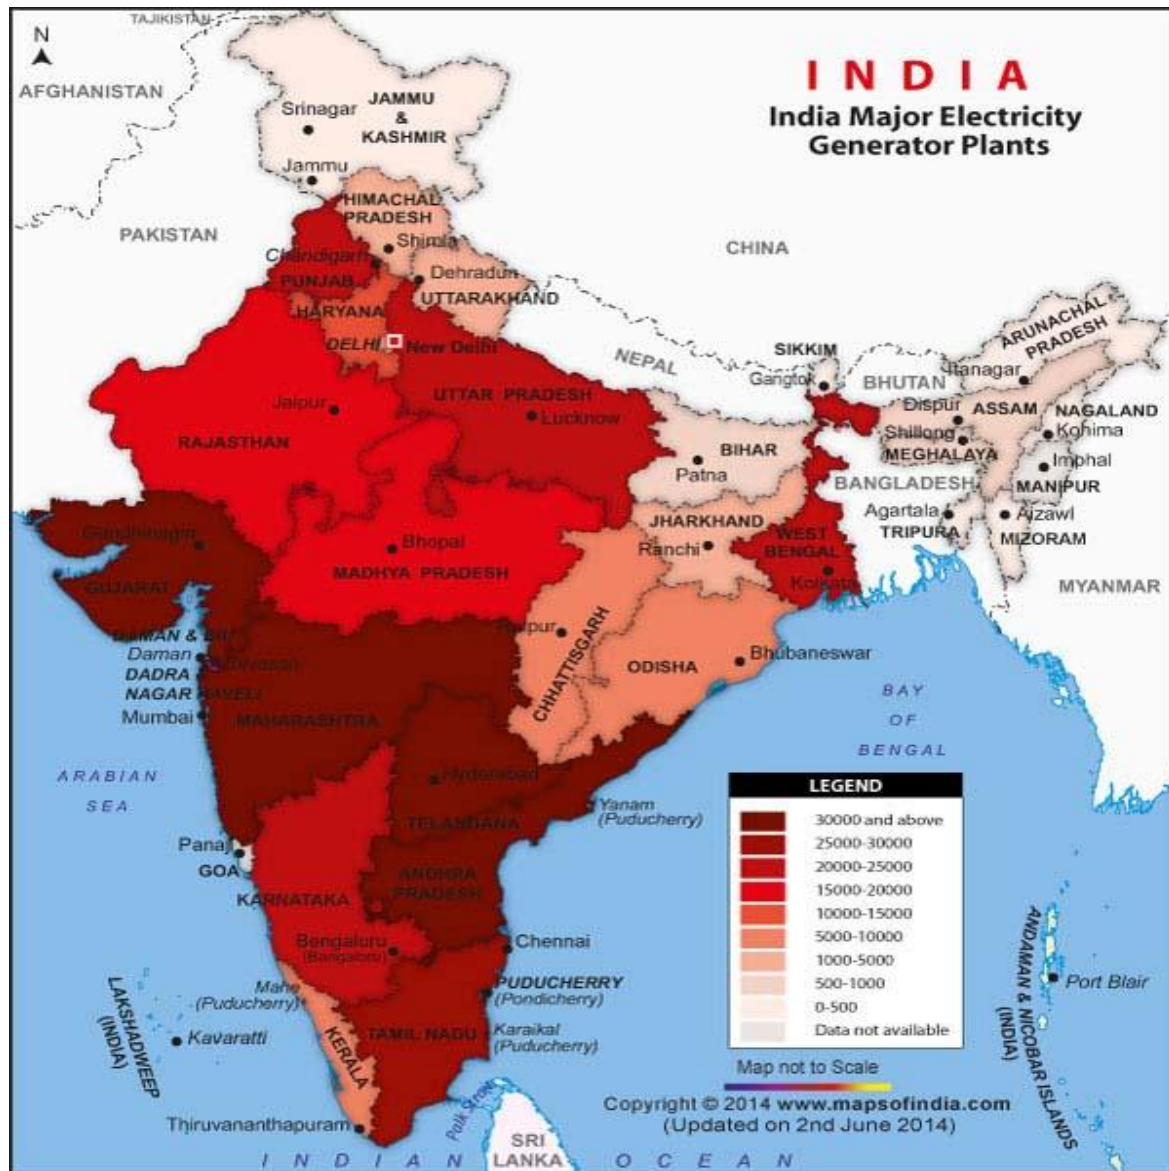 TAJIKISTAN
N
AFGHANISTAN
INDIA
India Major Electricity
Generator Plants
Srinagar
JAMMU
&
KASHMIR
Jammu
HIMACHAL
PRADESH
PAKISTAN
Shimla
CHINA
Chandigarh
PUNJAB
Dehradun
UTTARAKHAND
HARYANA
DELHI
New Delhi
NEPAL
SIKKIM
Gangtok
BHUTAN
ARUNACHAL
PRADESH
Itanagar
Dispur
ASSAM
NAGALAND
Kohima
Shillong
MEGHALAYA
Imphal
MANIPUR
BANGLADESH
Agartala
TRIPURA
Aizawl
MIZORAM
MYANMAR
Jaipur
RAJASTHAN
UTTAR PRADESH
Lucknow
BIHAR
Patna
JHARKHAND
Ranchi
WEST
BENGAL
Kolkata
Gandhinagar
GUJARAT
Bhopal
MADHYA PRADESH
DAMAN & DIU
Daman
DADRA
NAGAR HAVELI
Mumbai
MAHARASHTRA
CHHATTISGARH
ODISHA
Bhubaneswar
BAY
OF
BENGAL
ARABIAN
SEA
Hyderabad
TELANGANA
Yanam
(Puducherry)
Panaji
GOA
KARNATAKA
ANDHRA
PRADESH
Bengaluru
(Bangaluru)
Chennai
Mahe
(Puducherry)
PUDUCHERRY
(Pondicherry)
TAMIL NADU
Karaikal
(Puducherry)
KERALA
LAKSHADWEEP
(INDIA)
Kavaratti
Thiruvananthapuram
Palk Strait
SRI
LANKA
INDIAN OCEAN
LEGEND
30000 and above
25000-30000
20000-25000
15000-20000
10000-15000
5000-10000
1000-5000
500-1000
0-500
Data not available
Map not to Scale
Copyright © 2014 www.mapsofindia.com
(Updated on 2nd June 2014)
ANDAMAN & NICOBAR ISLANDS
(INDIA)
Port Blair